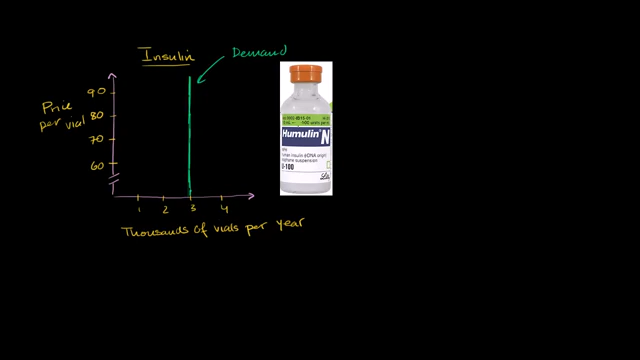 Insulin
Demand
Price
per vial
90
80
70
60
1 2 3 4
Thousands of vials per year
Humulin N
U-100